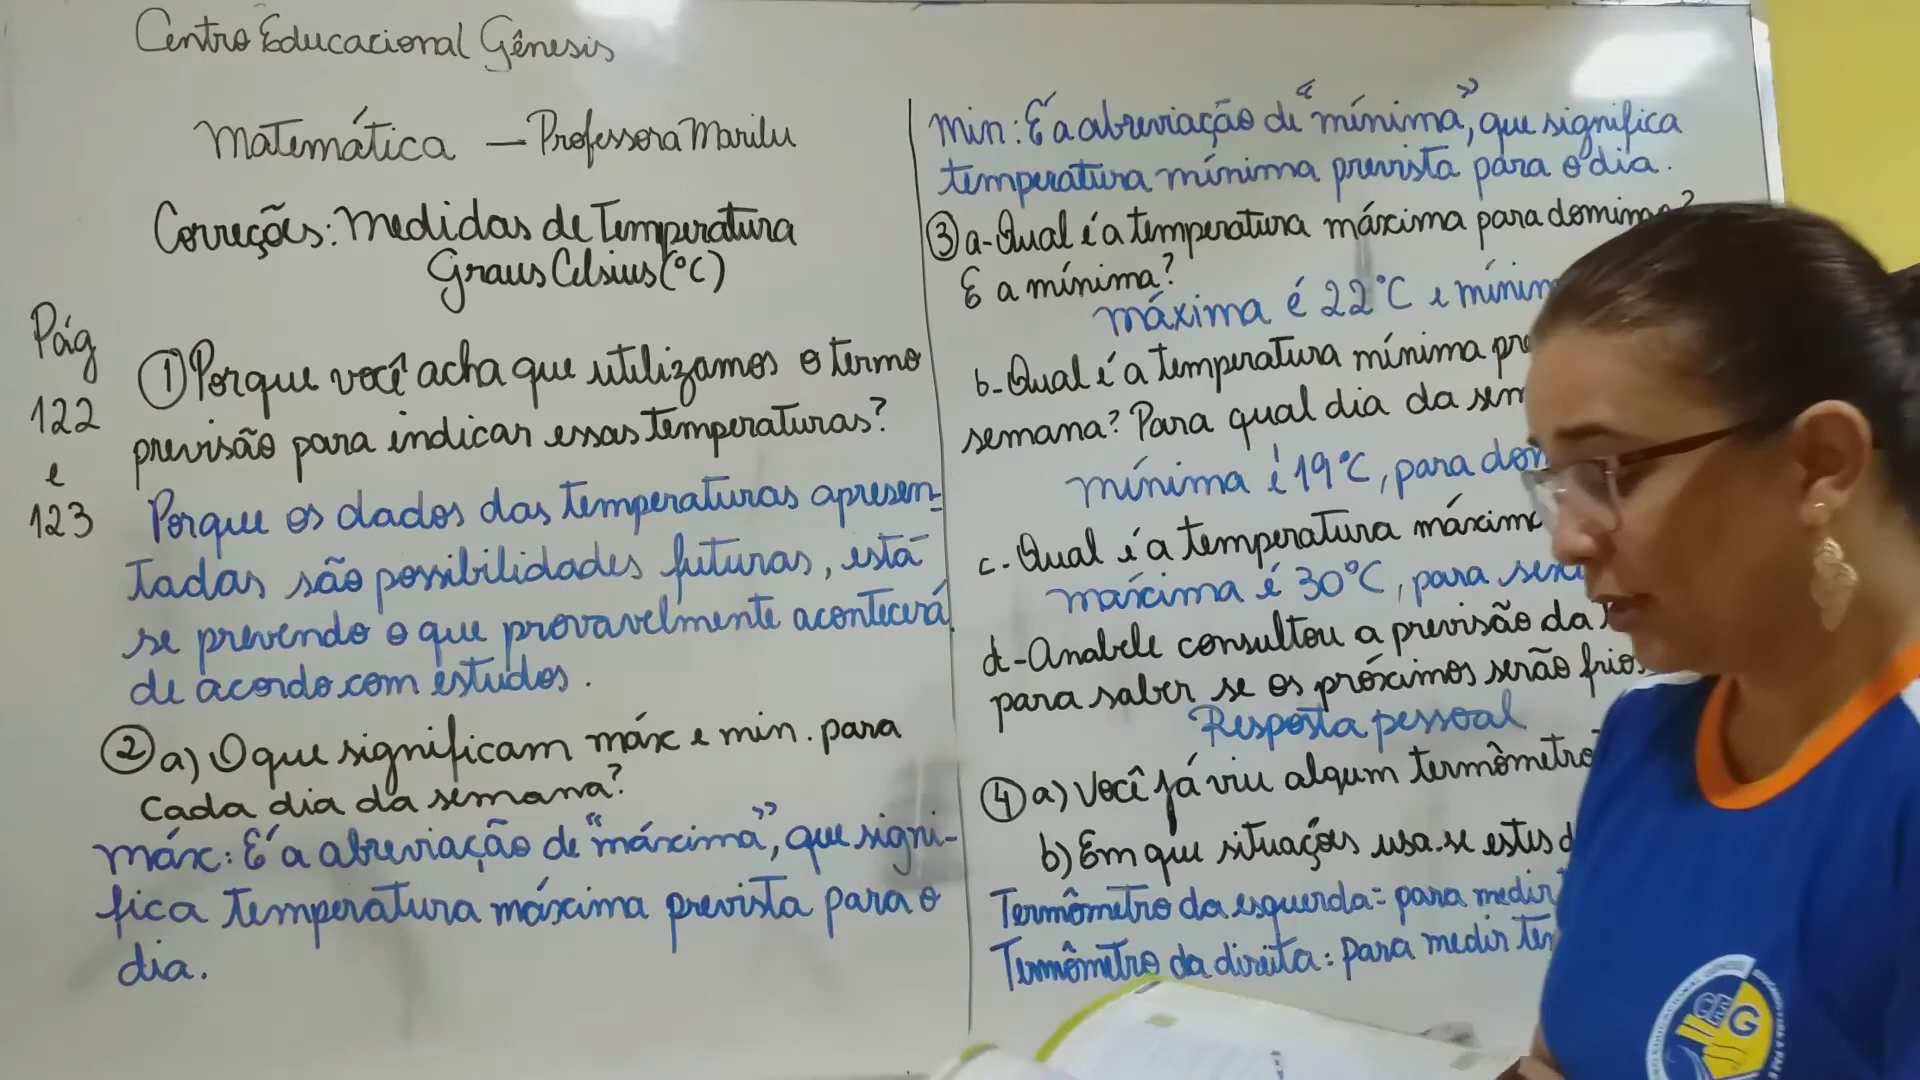 Centro Educacional Gênesis
Matemática — Professora Marilu
Correções: Medidas de Temperatura
Graus Celsius (°C)
Pág
122
e
123
① Porque você acha que utilizamos o termo
previsão para indicar essas temperaturas?
Porque os dados das temperaturas apresen-
tadas são possibilidades futuras, está
se prevendo o que provavelmente acontecerá
de acordo com estudos.
② a) O que significam máx e min. para
cada dia da semana?
máx: É a abreviação de "máxima", que signi-
fica temperatura máxima prevista para o
dia.
min: É a abreviação de "mínima", que significa
temperatura mínima prevista para o dia.
③ a- Qual é a temperatura máxima para domingo?
E a mínima?
máxima é 22°C e
b- Qual é a temperatura mínima
semana? Para qual dia da
mínima é 19°C, para
c- Qual é a temperatura
máxima é 30°C, para
d- Anabele consultou a previsão da
para saber se os próximos serão
Resposta pessoal
④ a) Você já viu algum termômetro
b) Em que situações usa-se estes
Termômetro da esquerda: para medir
Termômetro da direita: para medir
CEG